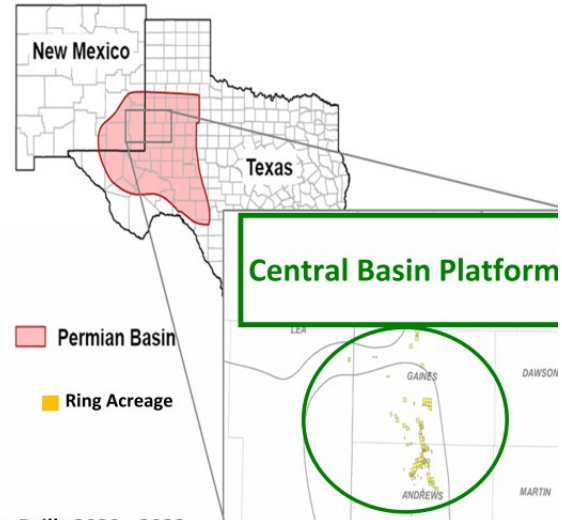 New Mexico
Texas
Central Basin Platform
LEA
Permian Basin
GAINES
DAWSON
Ring Acreage
ANDREWS
MARTIN